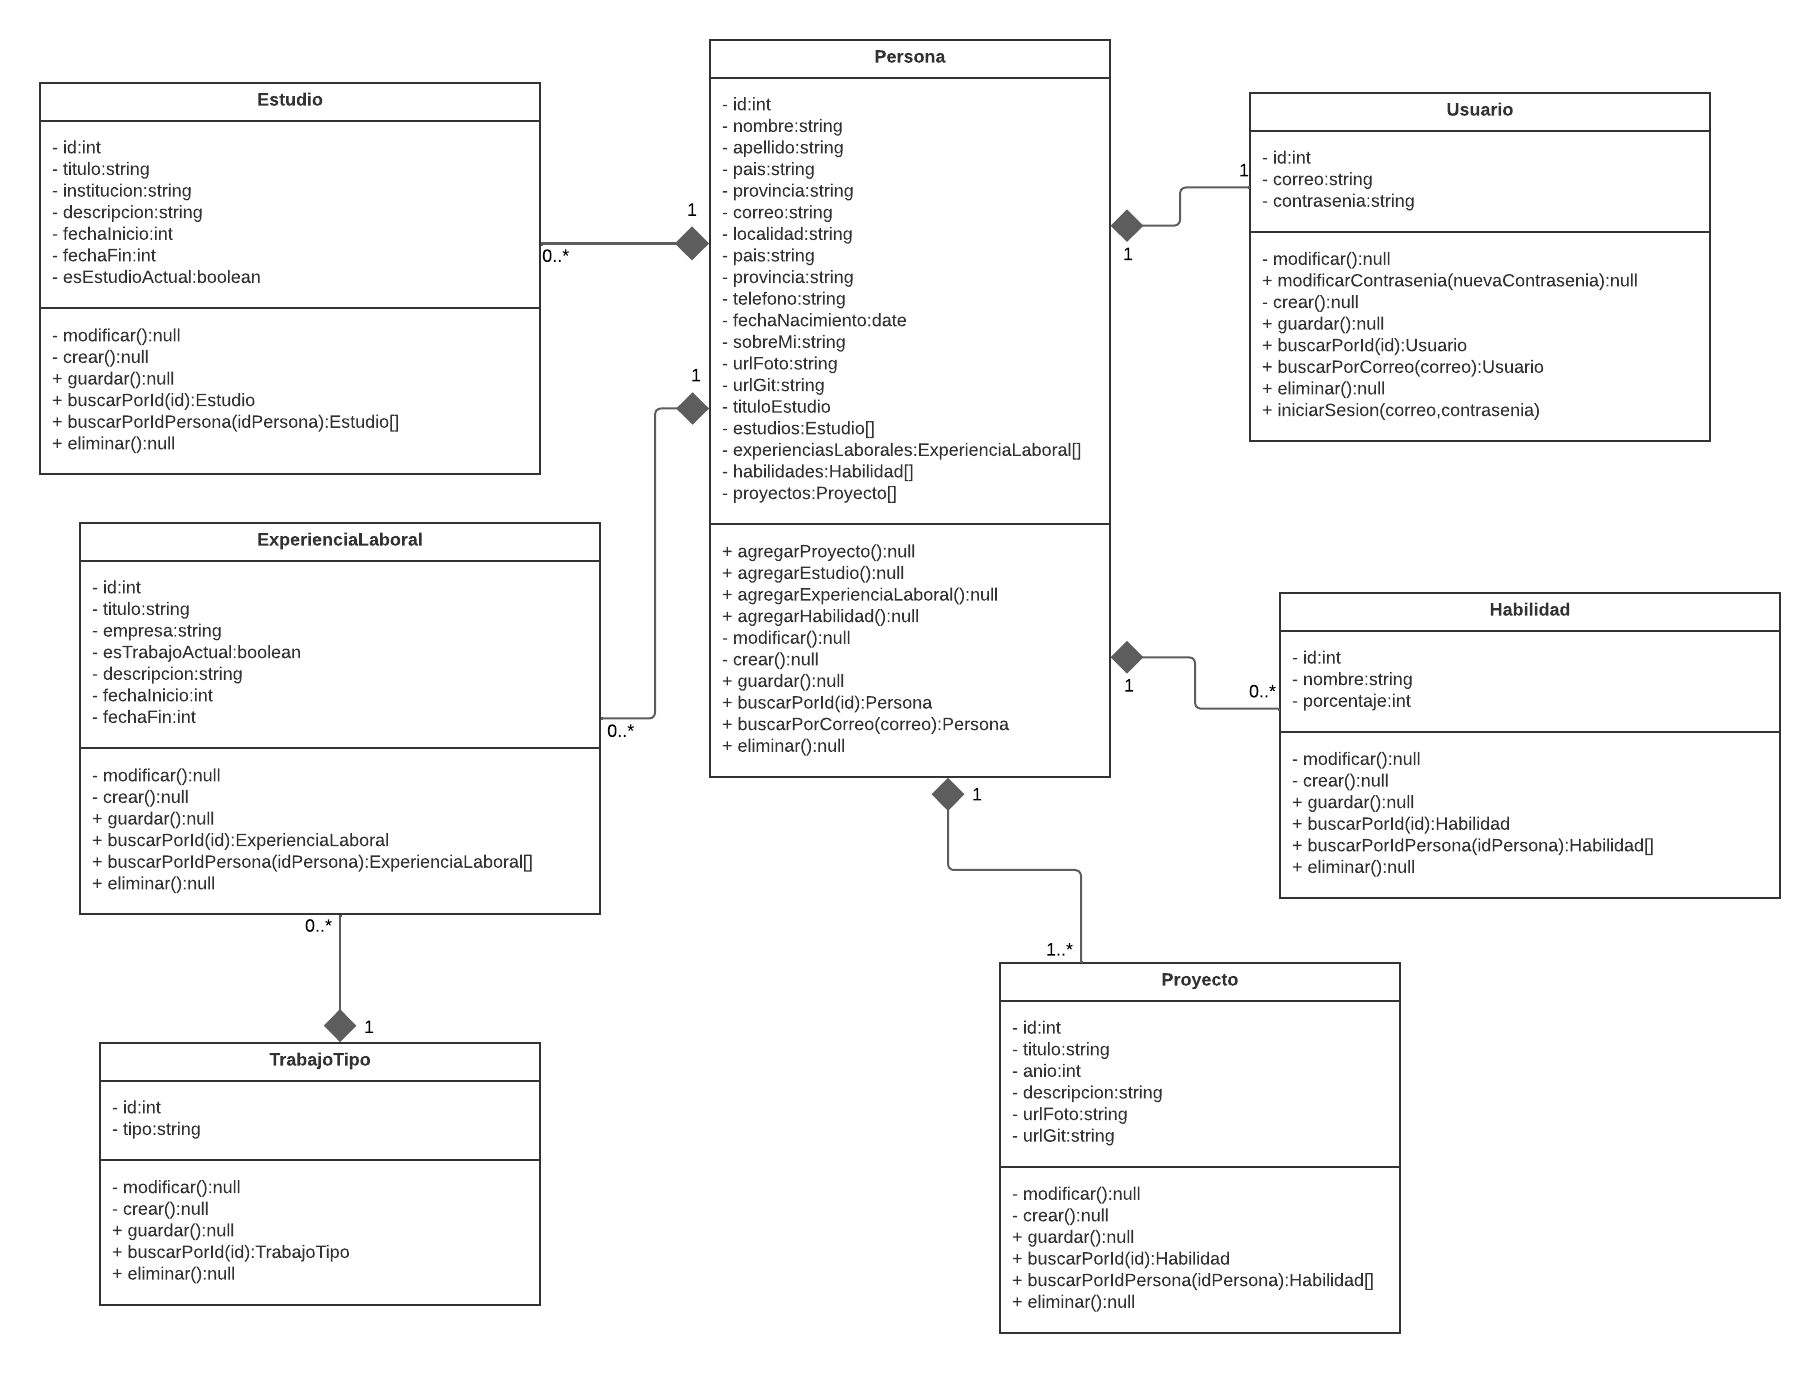 Estudio
- id:int
- titulo:string
- institucion:string
- descripcion:string
- fechaInicio:int
- fechaFin:int
- esEstudioActual:boolean
- modificar():null
- crear():null
+ guardar():null
+ buscarPorId(id):Estudio
+ buscarPorIdPersona(idPersona):Estudio[]
+ eliminar():null
0..*
1
Persona
- id:int
- nombre:string
- apellido:string
- pais:string
- provincia:string
- correo:string
- localidad:string
- pais:string
- provincia:string
- telefono:string
- fechaNacimiento:date
- sobreMi:string
- urlFoto:string
- urlGit:string
- tituloEstudio
- estudios:Estudio[]
- experienciasLaborales:ExperienciaLaboral[]
- habilidades:Habilidad[]
- proyectos:Proyecto[]
+ agregarProyecto():null
+ agregarEstudio():null
+ agregarExperienciaLaboral():null
+ agregarHabilidad():null
- modificar():null
- crear():null
+ guardar():null
+ buscarPorId(id):Persona
+ buscarPorCorreo(correo):Persona
+ eliminar():null
1
1
Usuario
- id:int
- correo:string
- contrasenia:string
- modificar():null
+ modificarContrasenia(nuevaContrasenia):null
- crear():null
+ guardar():null
+ buscarPorId(id):Usuario
+ buscarPorCorreo(correo):Usuario
+ eliminar():null
+ iniciarSesion(correo,contrasenia)
1
0..*
ExperienciaLaboral
- id:int
- titulo:string
- empresa:string
- esTrabajoActual:boolean
- descripcion:string
- fechaInicio:int
- fechaFin:int
- modificar():null
- crear():null
+ guardar():null
+ buscarPorId(id):ExperienciaLaboral
+ buscarPorIdPersona(idPersona):ExperienciaLaboral[]
+ eliminar():null
1
0..*
Habilidad
- id:int
- nombre:string
- porcentaje:int
- modificar():null
- crear():null
+ guardar():null
+ buscarPorId(id):Habilidad
+ buscarPorIdPersona(idPersona):Habilidad[]
+ eliminar():null
0..*
1
TrabajoTipo
- id:int
- tipo:string
- modificar():null
- crear():null
+ guardar():null
+ buscarPorId(id):TrabajoTipo
+ eliminar():null
1
1..*
Proyecto
- id:int
- titulo:string
- anio:int
- descripcion:string
- urlFoto:string
- urlGit:string
- modificar():null
- crear():null
+ guardar():null
+ buscarPorId(id):Habilidad
+ buscarPorIdPersona(idPersona):Habilidad[]
+ eliminar():null